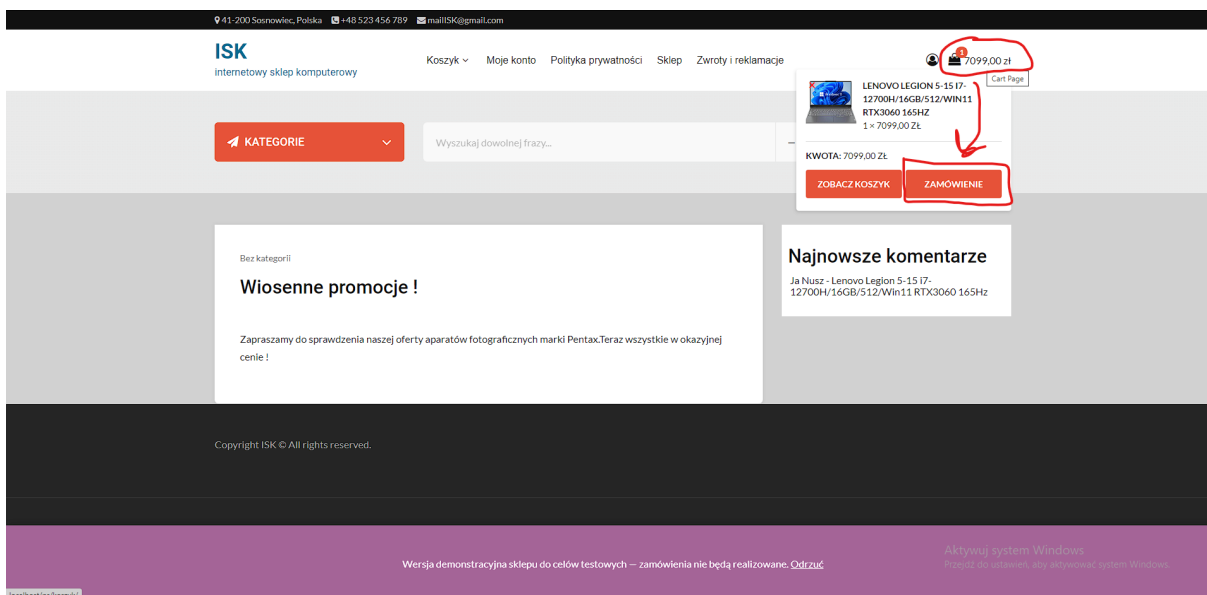 41-200 Sosnowiec, Polska +48 523 456 789 mailISK@gmail.com
ISK
internetowy sklep komputerowy
Koszyk Moje konto Polityka prywatności Sklep Zwroty i reklamacje
1
7099,00 zł
Cart Page
LENOVO LEGION 5-15 I7-
12700H/16GB/512/WIN11
RTX3060 165HZ
1 × 7099,00 ZŁ
KWOTA: 7099,00 ZŁ
ZOBACZ KOSZYK ZAMÓWIENIE
KATEGORIE
Wyszukaj dowolnej frazy...
Bez kategorii
Wiosenne promocje !
Zapraszamy do sprawdzenia naszej oferty aparatów fotograficznych marki Pentax.Teraz wszystkie w okazyjnej
cenie !
Najnowsze komentarze
Ja Nusz - Lenovo Legion 5-15 i7-
12700H/16GB/512/Win11 RTX3060 165Hz
Copyright ISK © All rights reserved.
Wersja demonstracyjna sklepu do celów testowych — zamówienia nie będą realizowane. Odrzuć
Aktywuj system Windows
Przejdź do ustawień, aby aktywować system Windows.